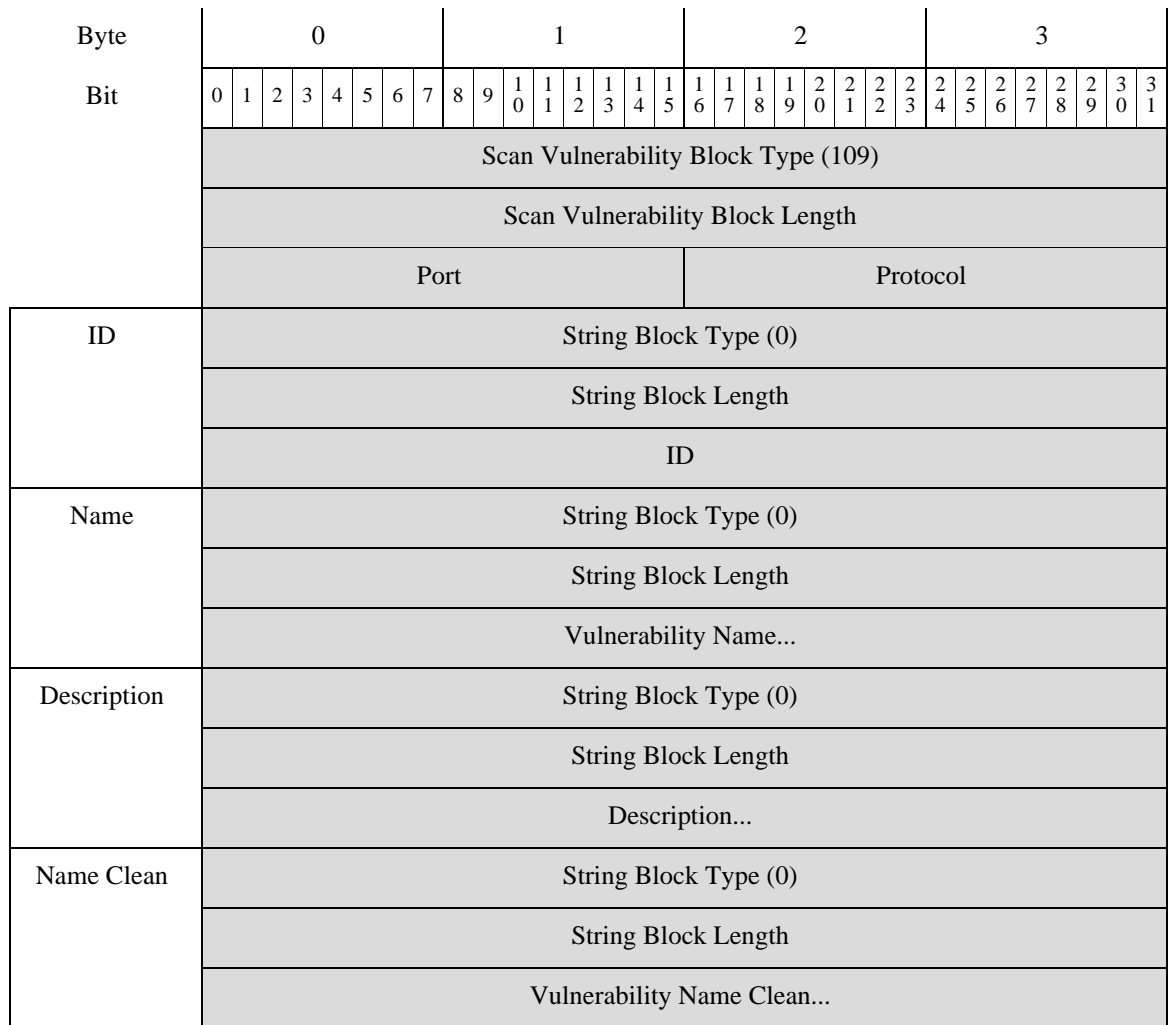 Byte 0 1 2 3
Bit 0 1 2 3 4 5 6 7 8 9 10 11 12 13 14 15 16 17 18 19 20 21 22 23 24 25 26 27 28 29 30 31
Scan Vulnerability Block Type (109)
Scan Vulnerability Block Length
Port Protocol
ID String Block Type (0)
String Block Length
ID
Name String Block Type (0)
String Block Length
Vulnerability Name...
Description String Block Type (0)
String Block Length
Description...
Name Clean String Block Type (0)
String Block Length
Vulnerability Name Clean...